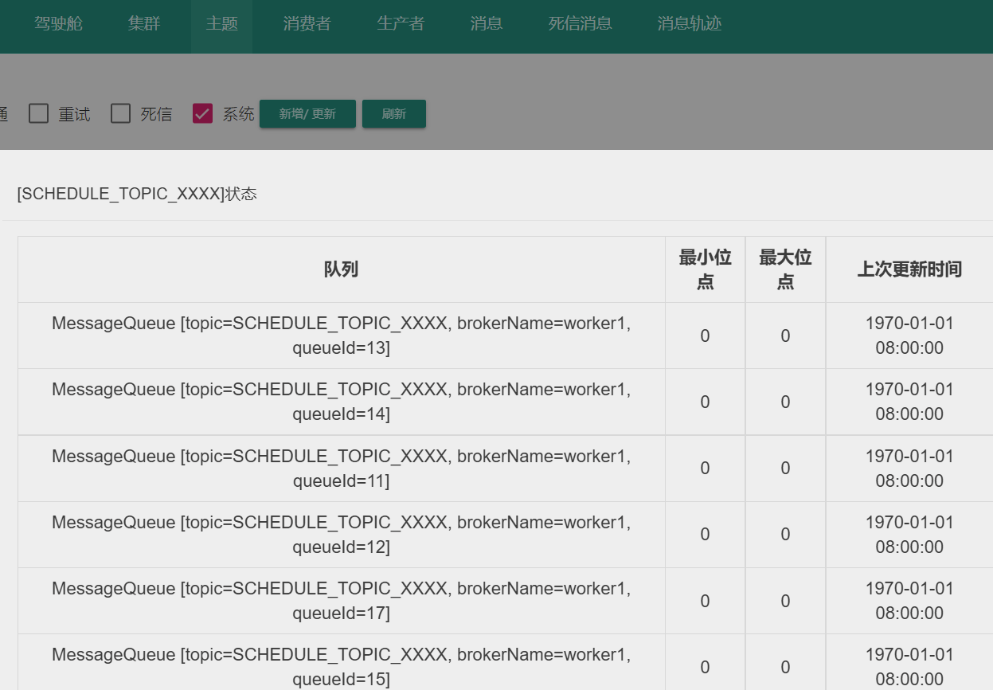 驾驶舱 集群 主题 消费者 生产者 消息 死信消息 消息轨迹
通 重试 死信 系统 新增/ 更新 刷新
[SCHEDULE_TOPIC_XXXX]状态
队列 最小位点 最大位点 上次更新时间
MessageQueue [topic=SCHEDULE_TOPIC_XXXX, brokerName=worker1, queueId=13] 0 0 1970-01-01 08:00:00
MessageQueue [topic=SCHEDULE_TOPIC_XXXX, brokerName=worker1, queueId=14] 0 0 1970-01-01 08:00:00
MessageQueue [topic=SCHEDULE_TOPIC_XXXX, brokerName=worker1, queueId=11] 0 0 1970-01-01 08:00:00
MessageQueue [topic=SCHEDULE_TOPIC_XXXX, brokerName=worker1, queueId=12] 0 0 1970-01-01 08:00:00
MessageQueue [topic=SCHEDULE_TOPIC_XXXX, brokerName=worker1, queueId=17] 0 0 1970-01-01 08:00:00
MessageQueue [topic=SCHEDULE_TOPIC_XXXX, brokerName=worker1, queueId=15] 0 0 1970-01-01 08:00:00